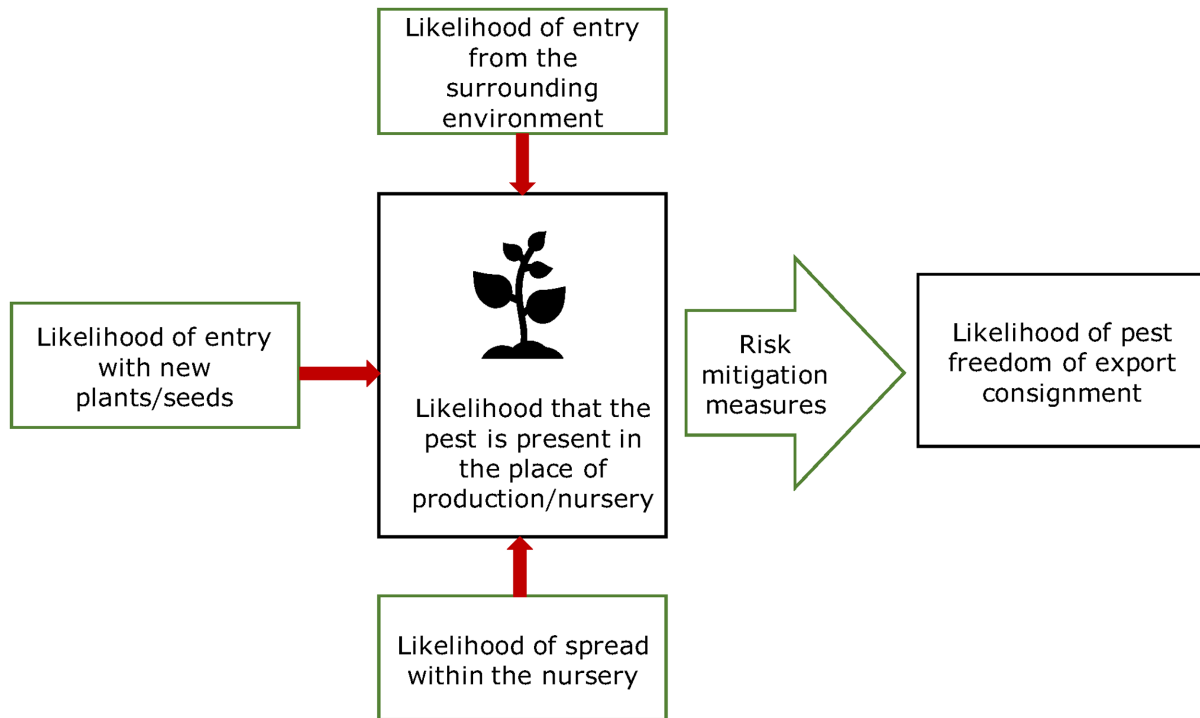 Likelihood of entry
from the
surrounding
environment
Likelihood of entry
with new
plants/seeds
Likelihood that the
pest is present in
the place of
production/nursery
Risk
mitigation
measures
Likelihood of pest
freedom of export
consignment
Likelihood of spread
within the nursery